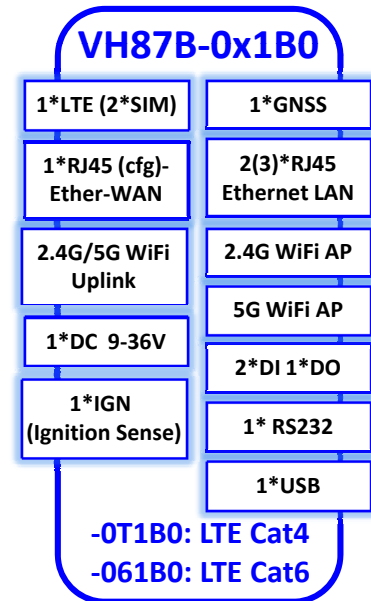 VH87B-0x1B0
1*LTE (2*SIM)
1*RJ45 (cfg)-
Ether-WAN
2.4G/5G WiFi
Uplink
1*DC 9-36V
1*IGN
(Ignition Sense)
1*GNSS
2(3)*RJ45
Ethernet LAN
2.4G WiFi AP
5G WiFi AP
2*DI 1*DO
1* RS232
1*USB
-0T1B0: LTE Cat4
-061B0: LTE Cat6